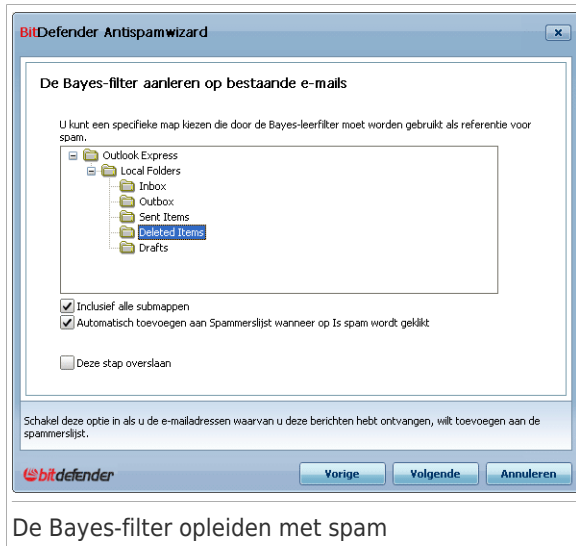 BitDefender Antispamwizard
De Bayes-filter aanleren op bestaande e-mails
U kunt een specifieke map kiezen die door de Bayes-leerfilter moet worden gebruikt als referentie voor
spam.
Outlook Express
Local Folders
Inbox
Outbox
Sent Items
Deleted Items
Drafts
Inclusief alle submappen
Automatisch toevoegen aan Spammerslijst wanneer op Is spam wordt geklikt
Deze stap overslaan
Schakel deze optie in als u de e-mailadressen waarvan u deze berichten hebt ontvangen, wilt toevoegen aan de
spammerslijst.
bitdefender
Vorige
Volgende
Annuleren
De Bayes-filter opleiden met spam